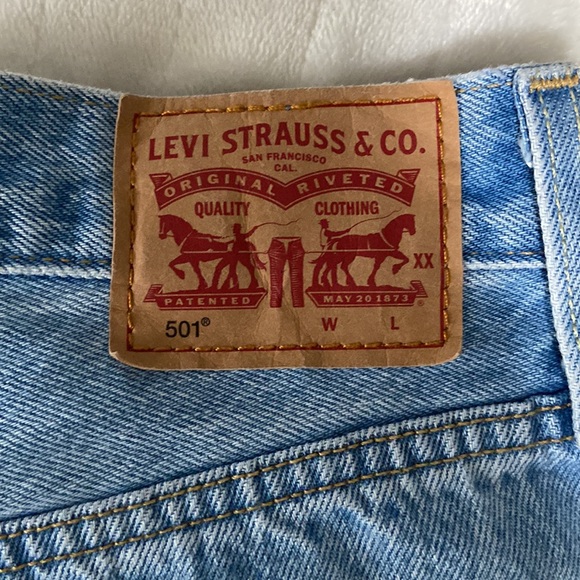 LEVI STRAUSS & CO.
SAN FRANCISCO
CAL.
ORIGINAL RIVETED
QUALITY CLOTHING
XX
PATENTED MAY 20 1873 ®
501® W L